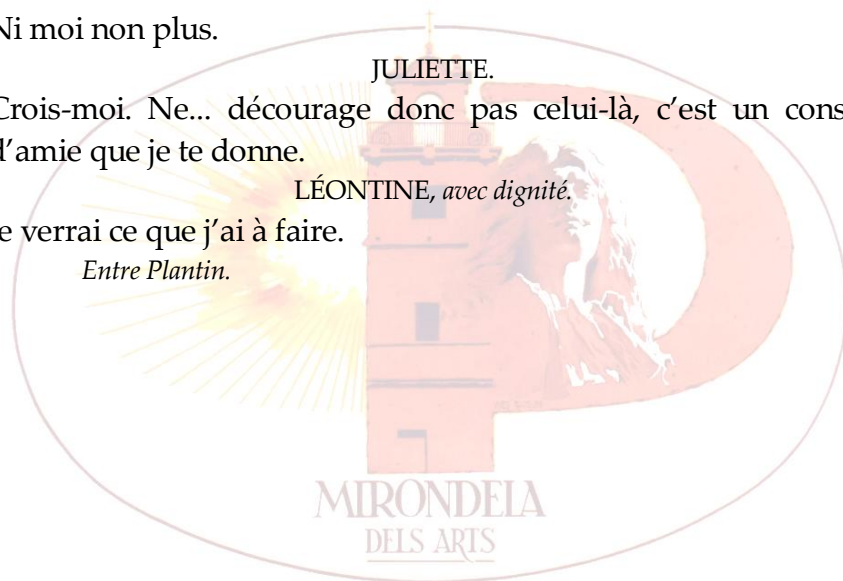 Ni moi non plus.
JULIETTE.
Crois-moi. Ne... décourage donc pas celui-là, c’est un cons
d’amie que je te donne.
LÉONTINE, avec dignité.
e verrai ce que j’ai à faire.
Entre Plantin.
MIRONDELA
DELS ARTS